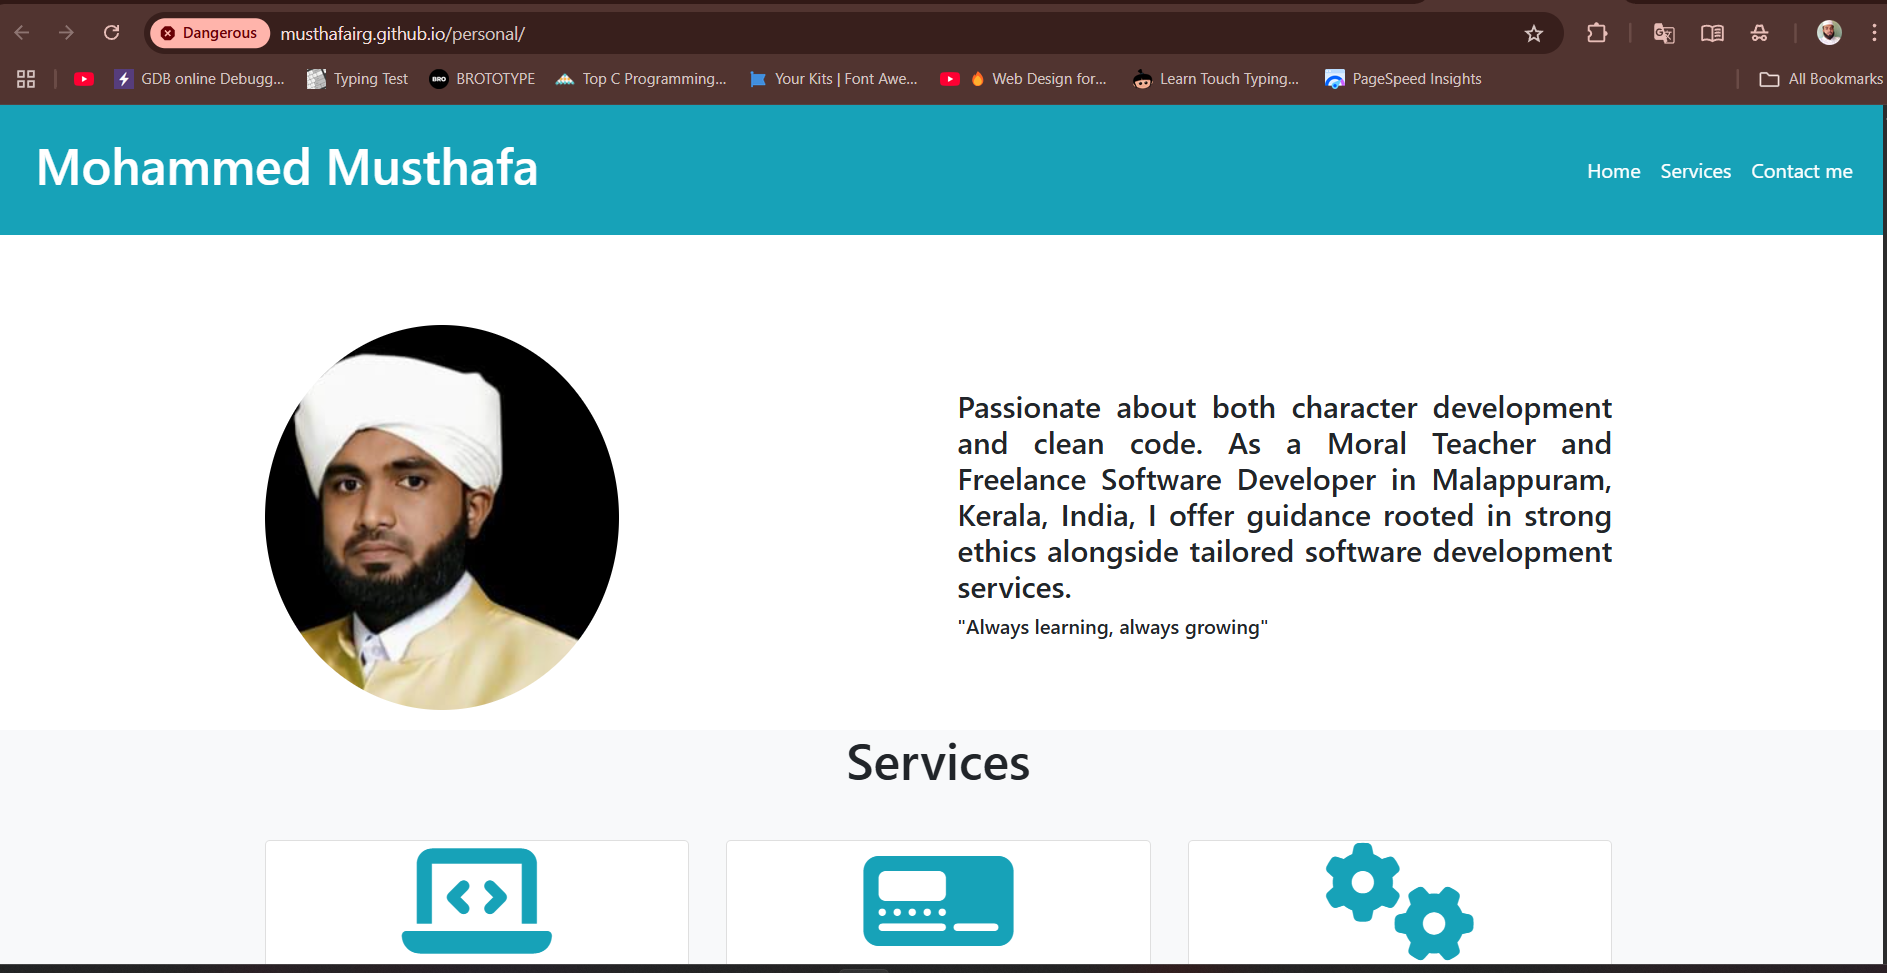 Dangerous musthafairg.github.io/personal/
GDB online Debugg... Typing Test BRO BROTOTYPE Top C Programming... Your Kits | Font Awe... Web Design for... Learn Touch Typing... PageSpeed Insights All Bookmarks
Mohammed Musthafa
Home Services Contact me
Passionate about both character development
and clean code. As a Moral Teacher and
Freelance Software Developer in Malappuram,
Kerala, India, I offer guidance rooted in strong
ethics alongside tailored software development
services.
"Always learning, always growing"
Services